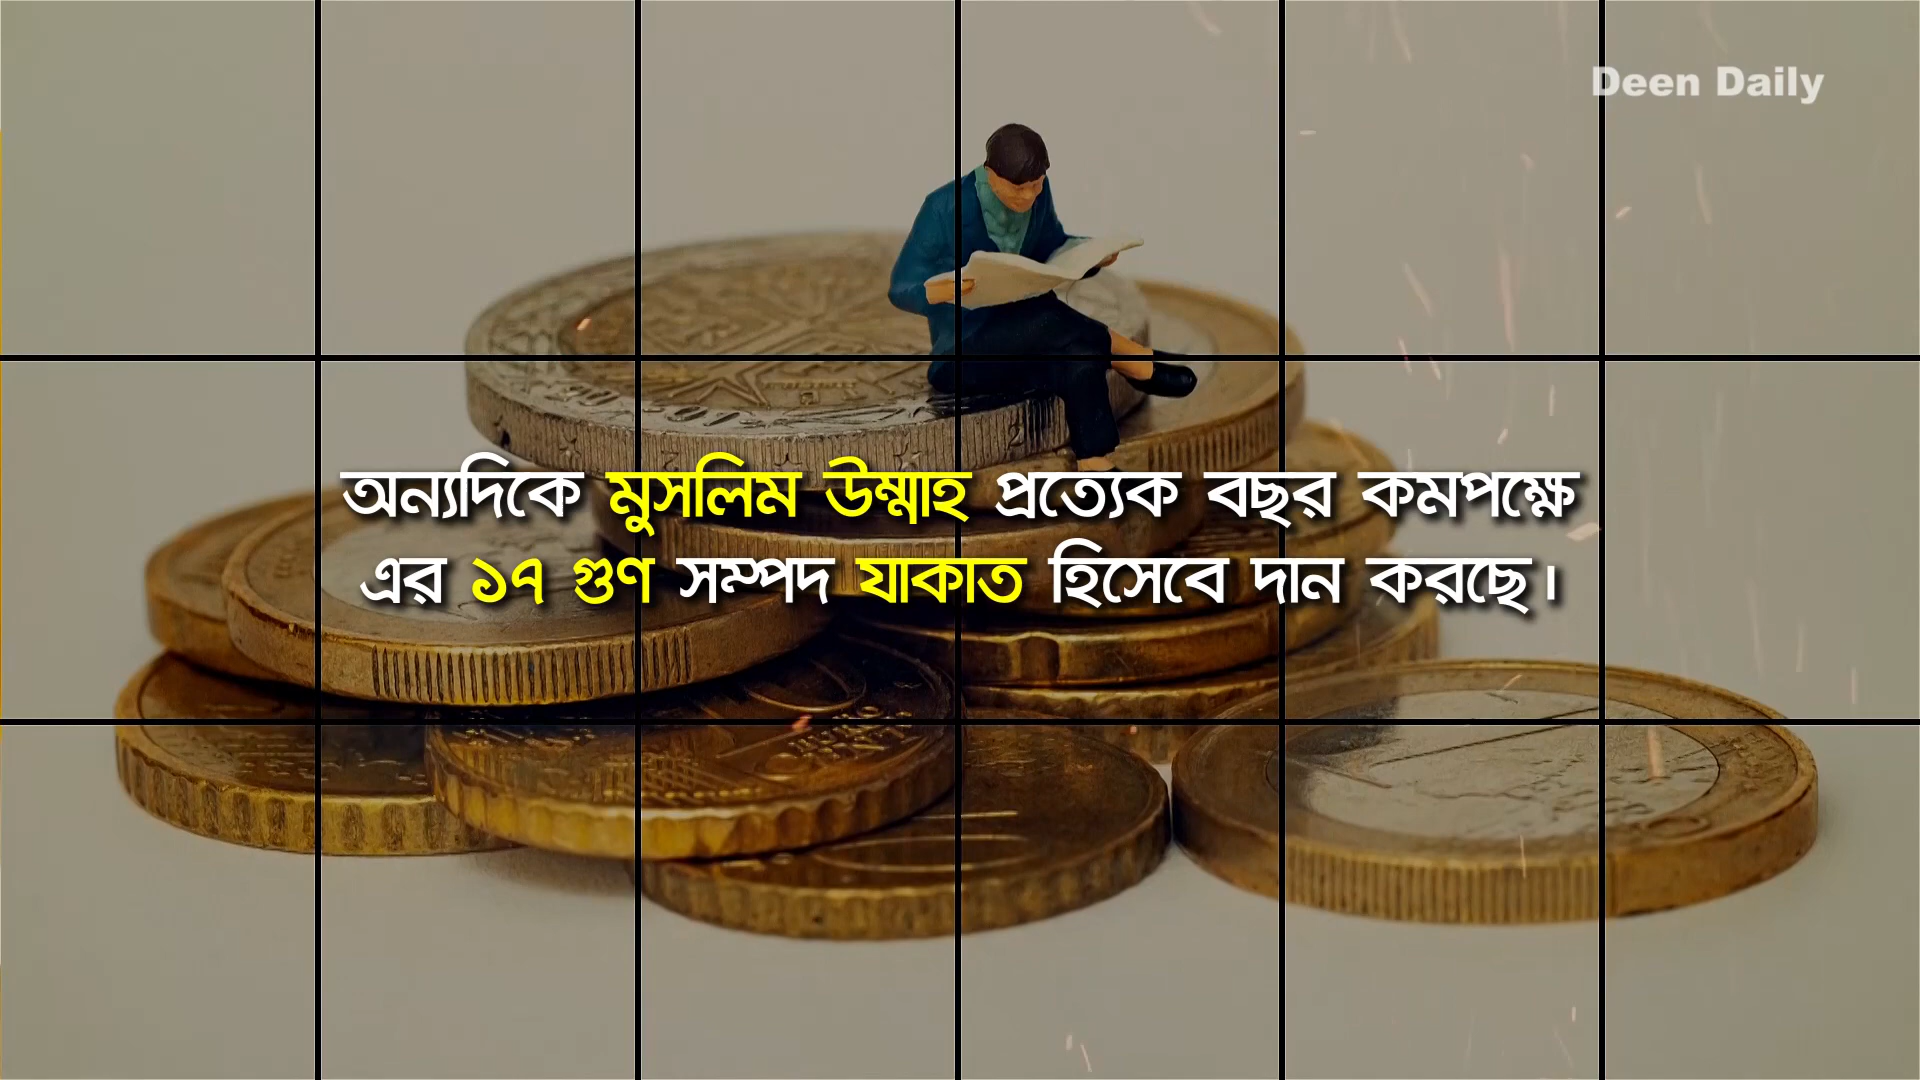 Deen Daily
অন্যদিকে মুসলিম উম্মাহ প্রত্যেক বছর কমপক্ষে
এর ১৭ গুণ সম্পদ যাকাত হিসেবে দান করছে।